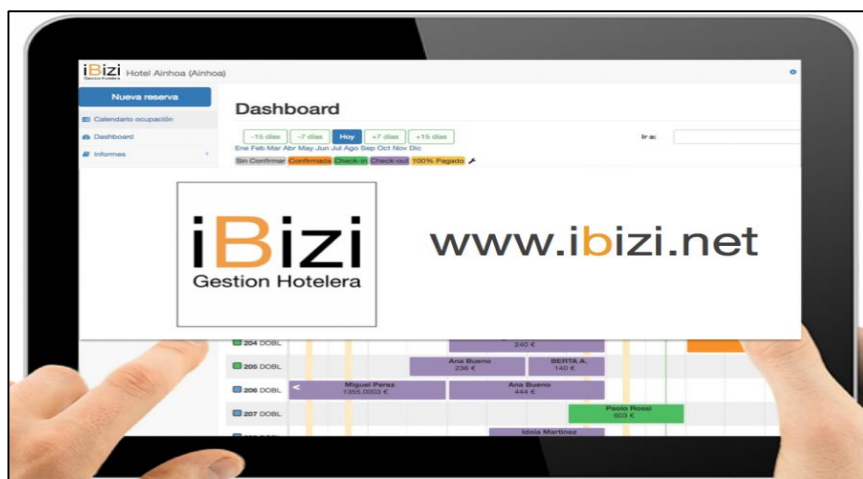 iBizi Hotel Ainhoa (Ainhoa)
Gestion Hotelera
Nueva reserva
Calendario ocupación
Dashboard
Informes
Dashboard
-15 días -7 días Hoy +7 días +15 días
Ir a:
Ene Feb Mar Abr May Jun Jul Ago Sep Oct Nov Dic
Sin Confirmar Confirmada Check-in Check-out 100% Pagado
iBizi
Gestion Hotelera
www.ibizi.net
204 DOBL
240 €
205 DOBL
Ana Bueno
236 €
BERTA A.
140 €
206 DOBL
Miguel Perez
1355.0003 €
Ana Bueno
444 €
207 DOBL
Paolo Rossi
603 €
Idoia Martinez